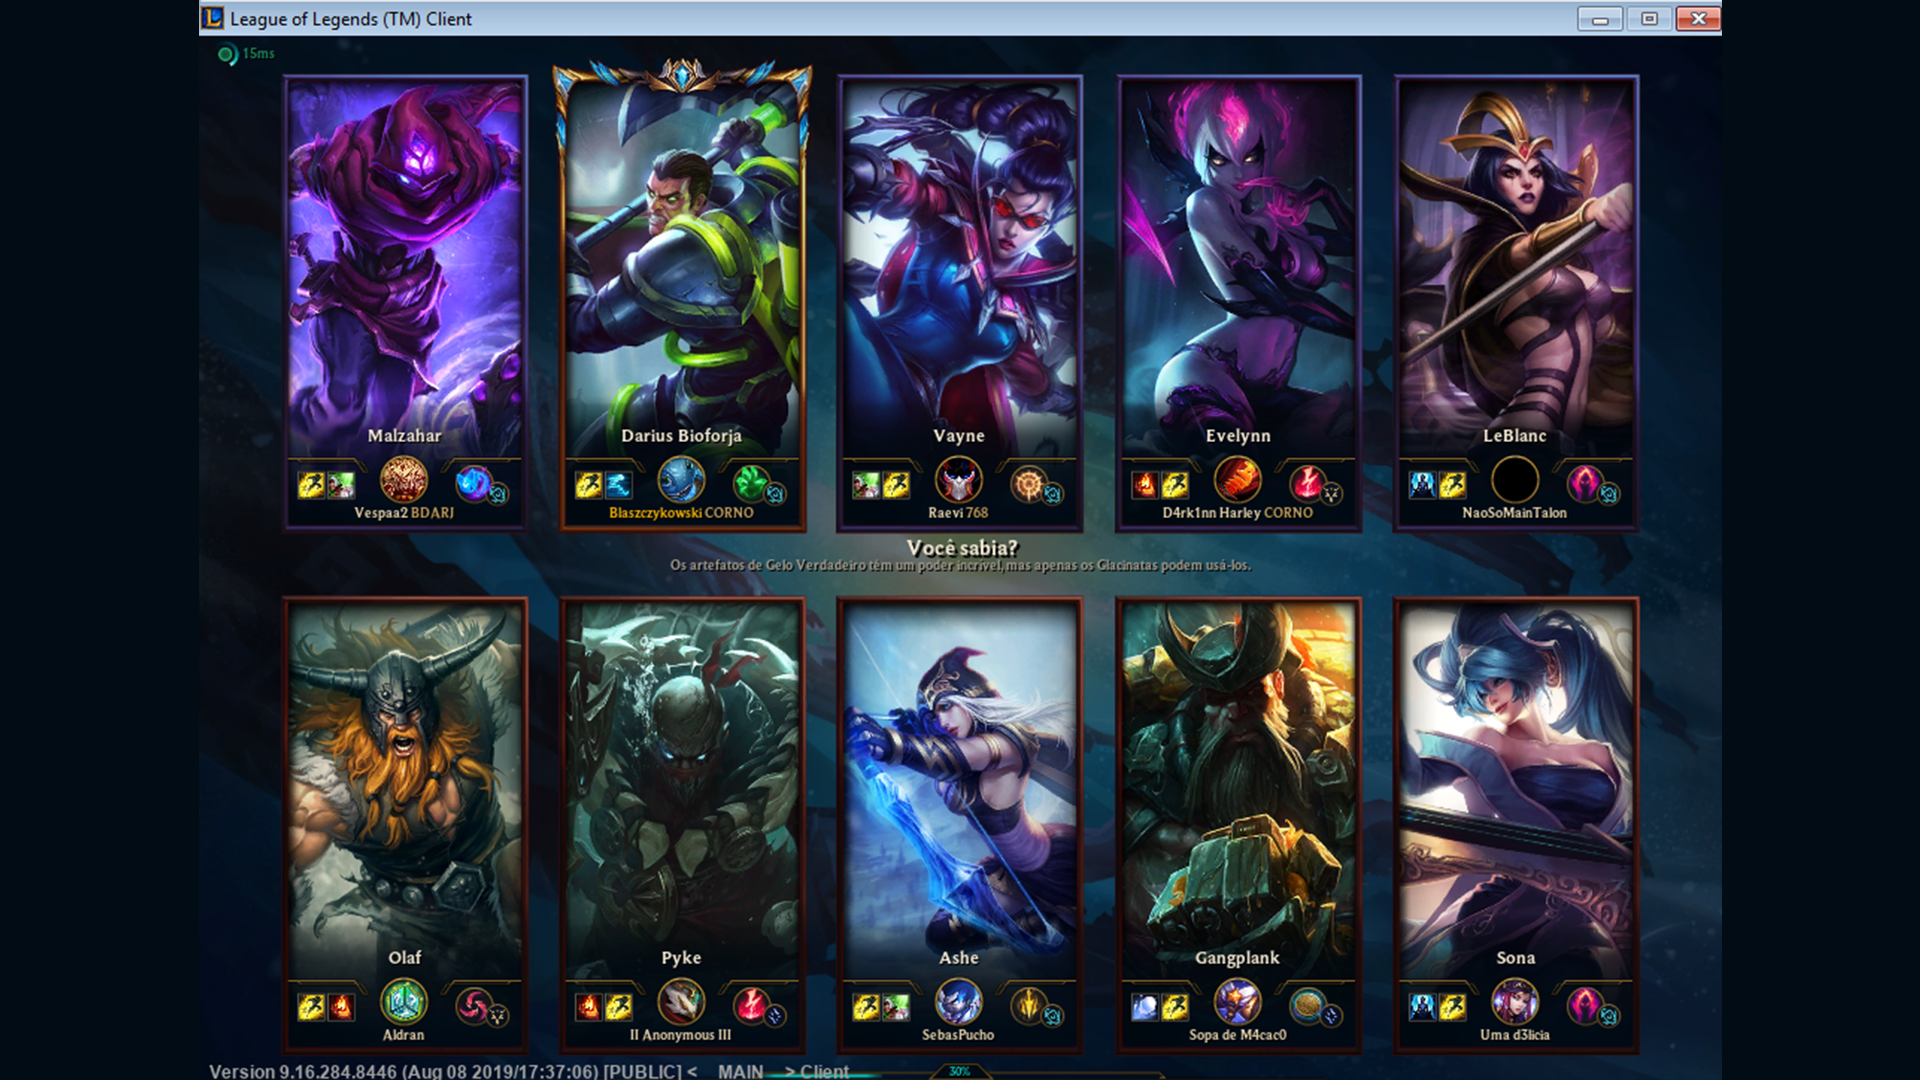 League of Legends (TM) Client
15ms
Malzahar
Vespaa2 BDARJ
Darius Bioforja
Blaszczykowski CORNO
Vayne
Raevi 768
Evelynn
D4rk1nn Harley CORNO
LeBlanc
NaoSoMainTalon
Você sabia?
Os artefatos de Gelo Verdadeiro têm um poder incrível, mas apenas os Glacinatas podem usá-los.
Olaf
Aldran
Pyke
II Anonymous III
Ashe
SebasPucho
Gangplank
Sopa de M4cac0
Sona
Uma d3licia
Version 9.16.284.8446 (Aug 08 2019/17:37:06) [PUBLIC] < MAIN > Client
30%